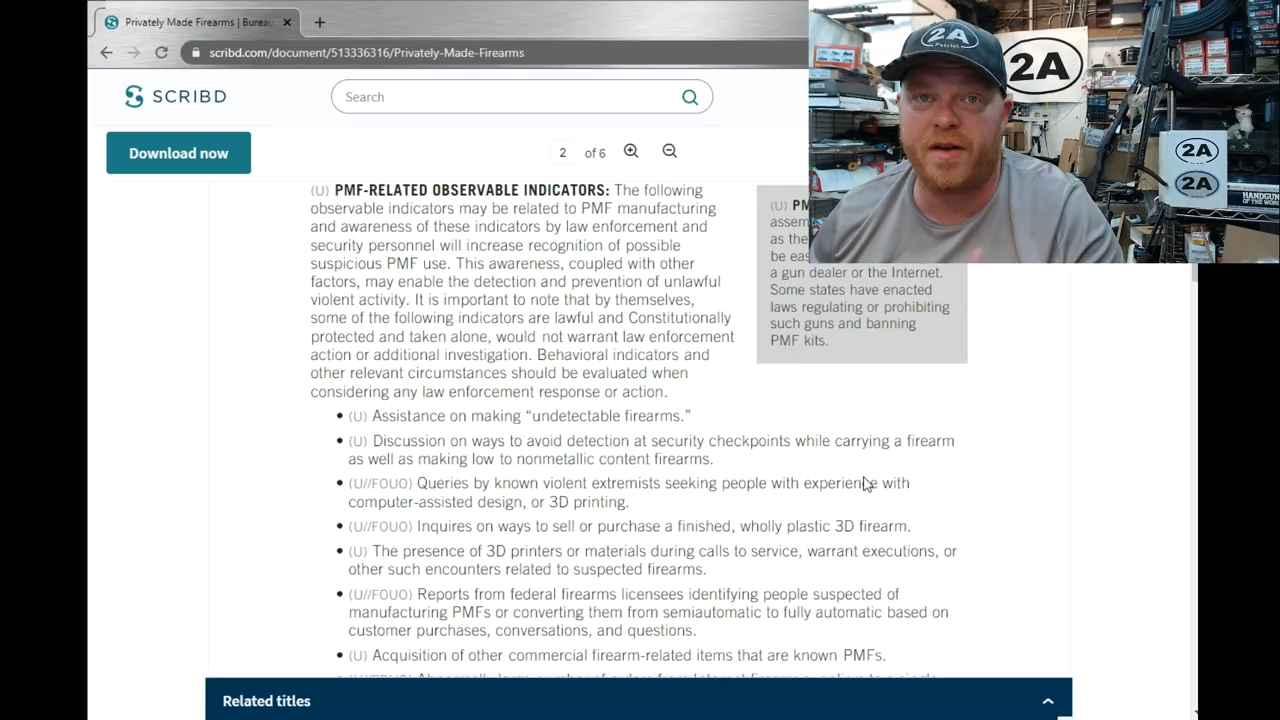 Privately Made Firearms | Bureau
scribd.com/document/513336316/Privately-Made-Firearms
SCRIBD
Search
Download now
2 of 6
(U) PMF-RELATED OBSERVABLE INDICATORS: The following
observable indicators may be related to PMF manufacturing
and awareness of these indicators by law enforcement and
security personnel will increase recognition of possible
suspicious PMF use. This awareness, coupled with other
factors, may enable the detection and prevention of unlawful
violent activity. It is important to note that by themselves,
some of the following indicators are lawful and Constitutionally
protected and taken alone, would not warrant law enforcement
action or additional investigation. Behavioral indicators and
other relevant circumstances should be evaluated when
considering any law enforcement response or action.
(U) PM
assem
as the
be eas
a gun dealer or the Internet.
Some states have enacted
laws regulating or prohibiting
such guns and banning
PMF kits.
• (U) Assistance on making “undetectable firearms.”
• (U) Discussion on ways to avoid detection at security checkpoints while carrying a firearm
as well as making low to nonmetallic content firearms.
• (U//FOUO) Queries by known violent extremists seeking people with experience with
computer-assisted design, or 3D printing.
• (U//FOUO) Inquires on ways to sell or purchase a finished, wholly plastic 3D firearm.
• (U) The presence of 3D printers or materials during calls to service, warrant executions, or
other such encounters related to suspected firearms.
• (U//FOUO) Reports from federal firearms licensees identifying people suspected of
manufacturing PMFs or converting them from semiautomatic to fully automatic based on
customer purchases, conversations, and questions.
• (U) Acquisition of other commercial firearm-related items that are known PMFs.
Related titles
2A
Patriot
2A
2A
2A
2A
HANDGUN
OF THE WOR